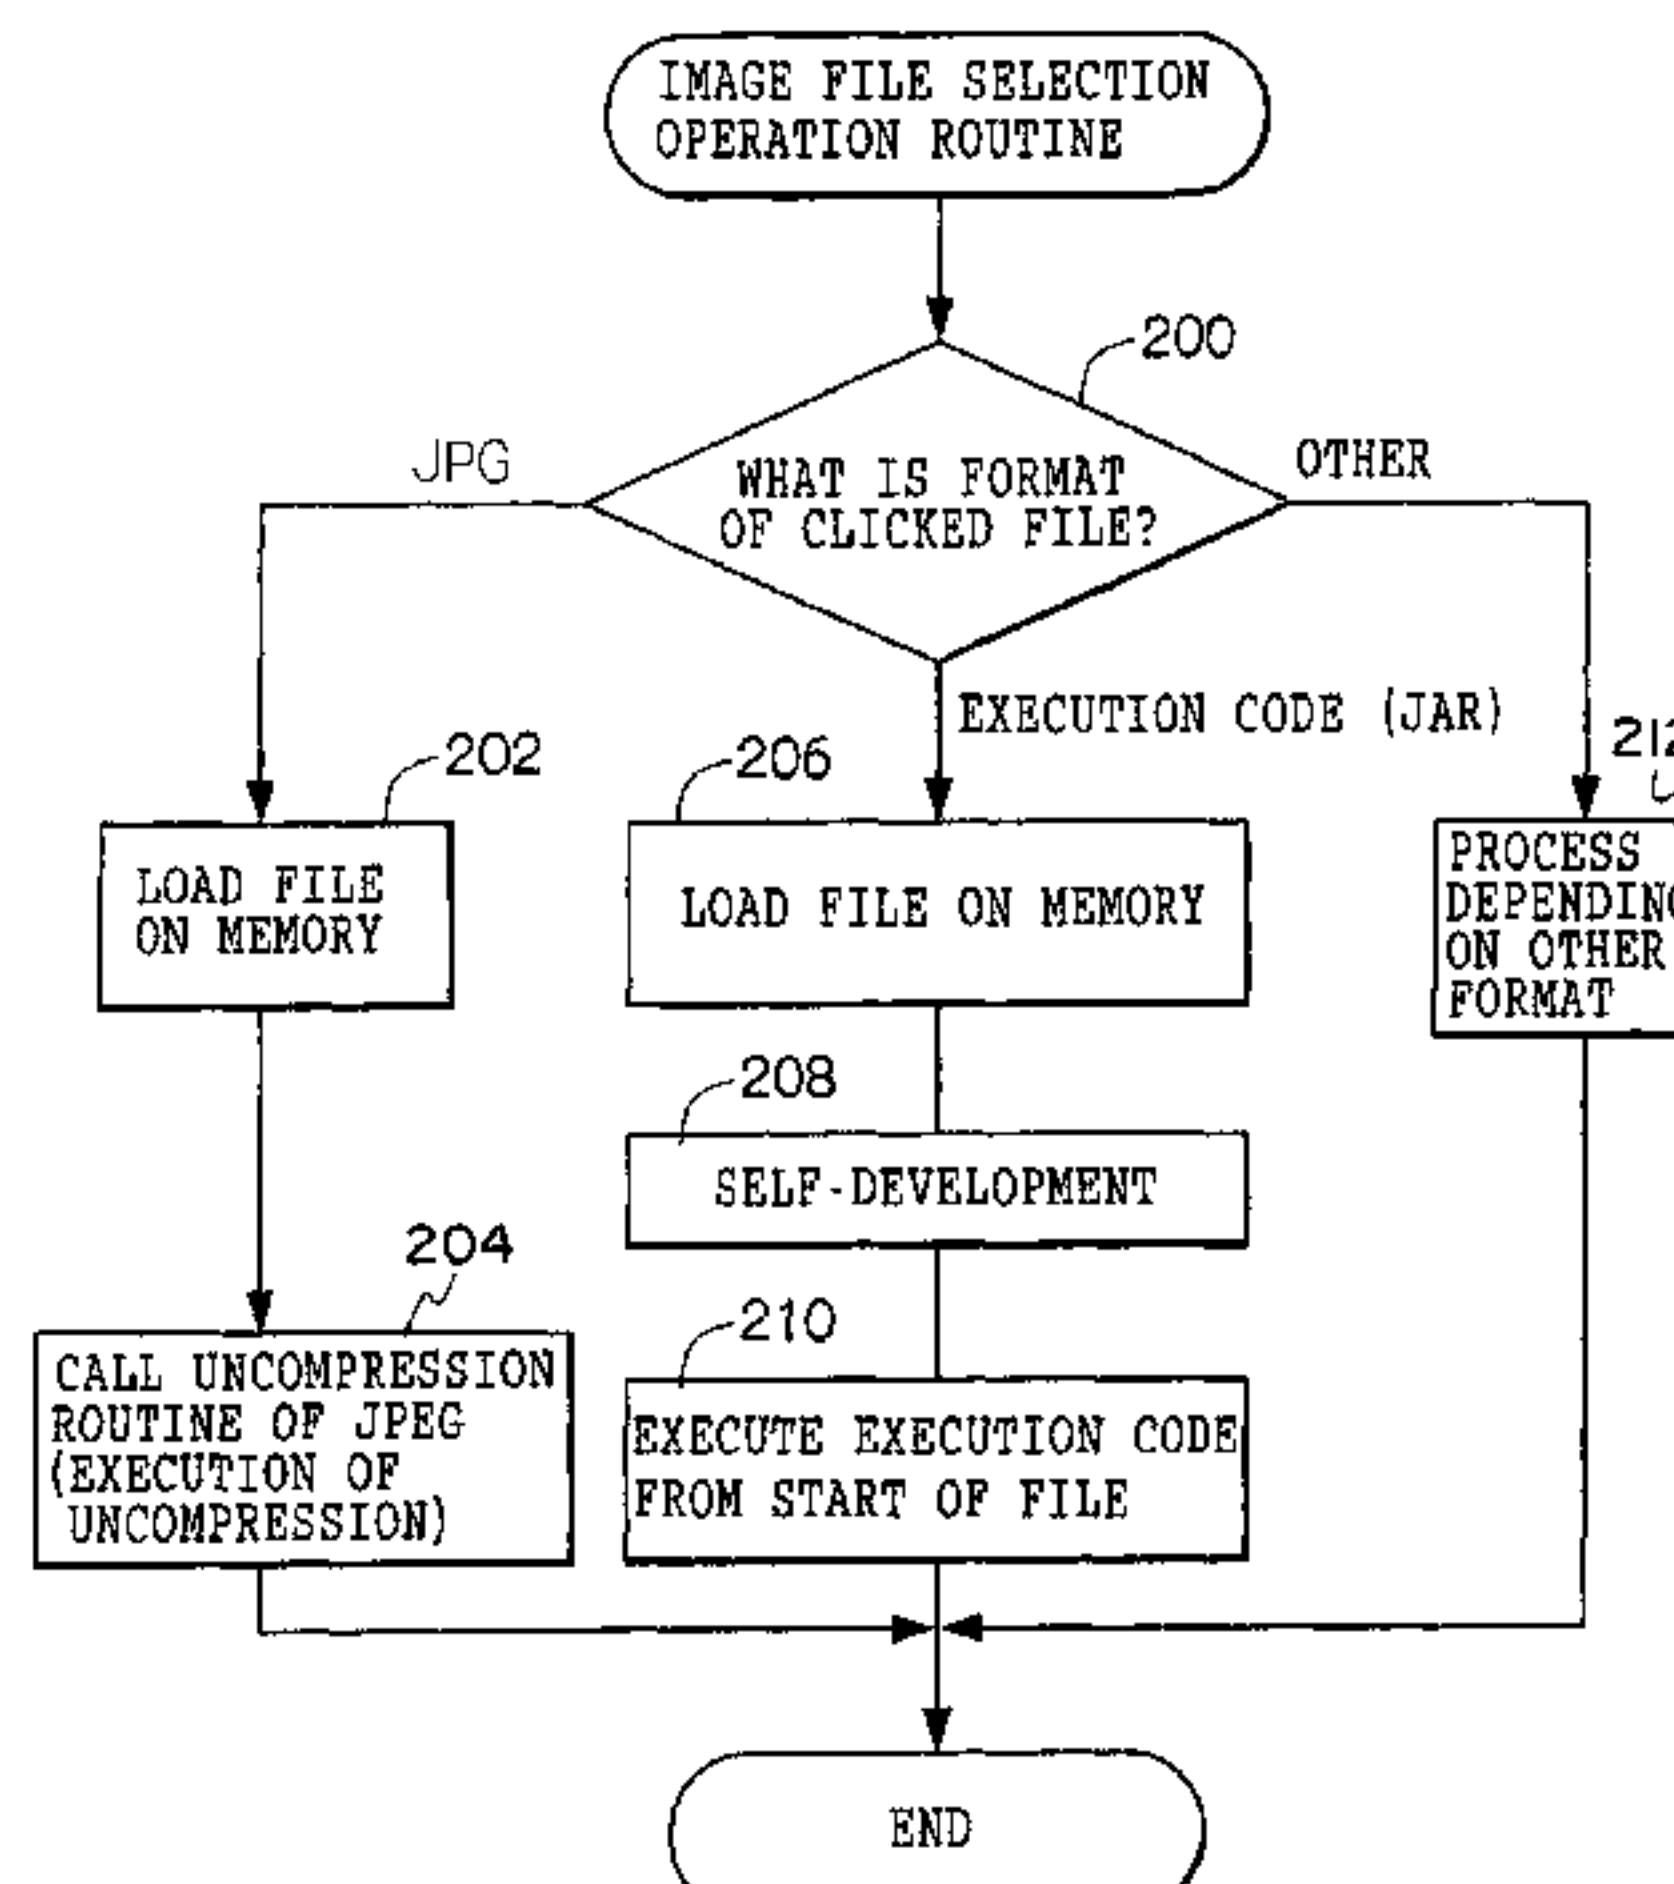 IMAGE FILE SELECTION
OPERATION ROUTINE
200
JPG
WHAT IS FORMAT
OF CLICKED FILE?
OTHER
EXECUTION CODE (JAR)
202
206
212
LOAD FILE
ON MEMORY
LOAD FILE ON MEMORY
PROCESS
DEPENDING
ON OTHER
FORMAT
208
SELF-DEVELOPMENT
204
210
CALL UNCOMPRESSION
ROUTINE OF JPEG
(EXECUTION OF
UNCOMPRESSION)
EXECUTE EXECUTION CODE
FROM START OF FILE
END